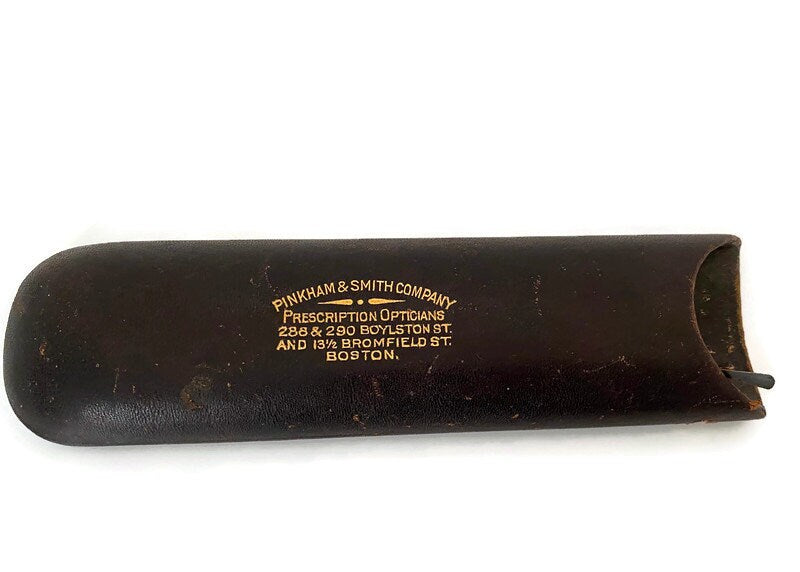 PINKHAM & SMITH COMPANY
PRESCRIPTION OPTICIANS
288 & 290 BOYLSTON ST.
AND 13½ BROMFIELD ST.
BOSTON.